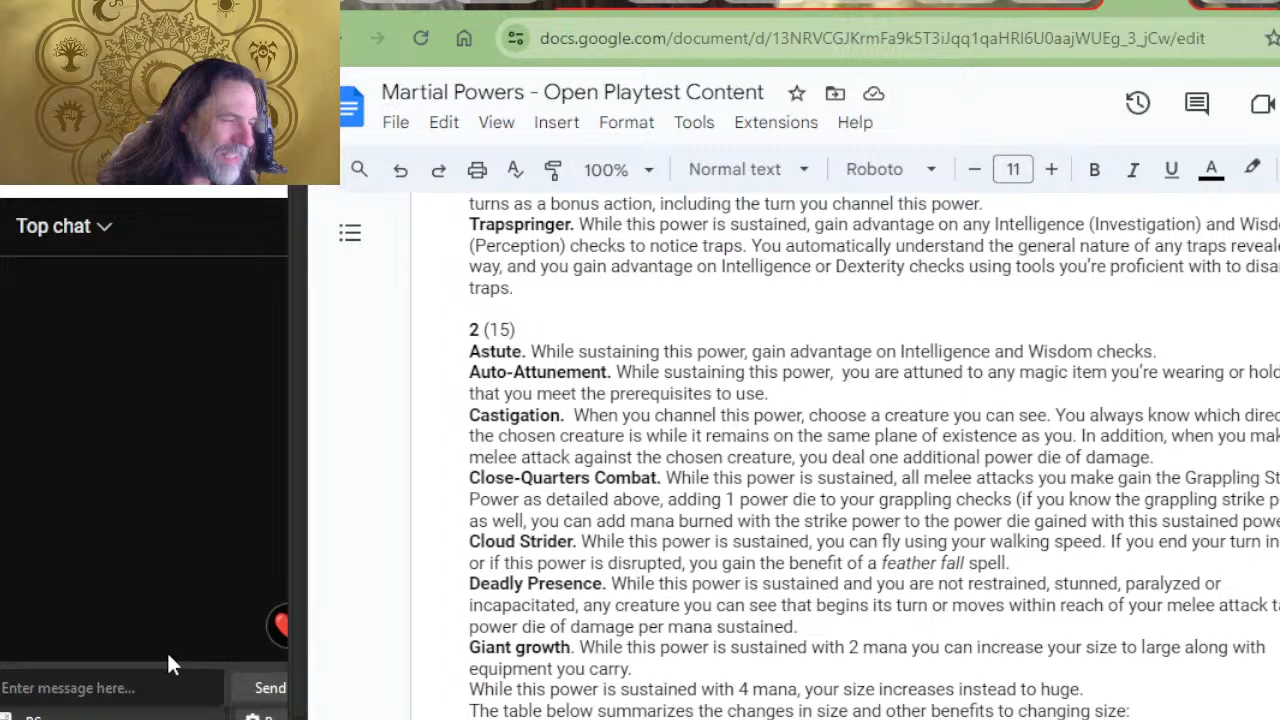 docs.google.com/document/d/13NRVCGJKrmFa9k5T3iJqq1qaHRl6U0aajWUEg_3_jCw/edit
Martial Powers - Open Playtest Content
File Edit View Insert Format Tools Extensions Help
100% Normal text Roboto 11 B I U A
Top chat
turns as a bonus action, including the turn you channel this power.
Trapspringer. While this power is sustained, gain advantage on any Intelligence (Investigation) and Wisd
(Perception) checks to notice traps. You automatically understand the general nature of any traps reveale
way, and you gain advantage on Intelligence or Dexterity checks using tools you're proficient with to disa
traps.
2 (15)
Astute. While sustaining this power, gain advantage on Intelligence and Wisdom checks.
Auto-Attunement. While sustaining this power, you are attuned to any magic item you're wearing or hold
that you meet the prerequisites to use.
Castigation. When you channel this power, choose a creature you can see. You always know which direc
the chosen creature is while it remains on the same plane of existence as you. In addition, when you mak
melee attack against the chosen creature, you deal one additional power die of damage.
Close-Quarters Combat. While this power is sustained, all melee attacks you make gain the Grappling St
Power as detailed above, adding 1 power die to your grappling checks (if you know the grappling strike p
as well, you can add mana burned with the strike power to the power die gained with this sustained powe
Cloud Strider. While this power is sustained, you can fly using your walking speed. If you end your turn in
or if this power is disrupted, you gain the benefit of a feather fall spell.
Deadly Presence. While this power is sustained and you are not restrained, stunned, paralyzed or
incapacitated, any creature you can see that begins its turn or moves within reach of your melee attack ta
power die of damage per mana sustained.
Giant growth. While this power is sustained with 2 mana you can increase your size to large along with
equipment you carry.
While this power is sustained with 4 mana, your size increases instead to huge.
The table below summarizes the changes in size and other benefits to changing size:
Enter message here... Send